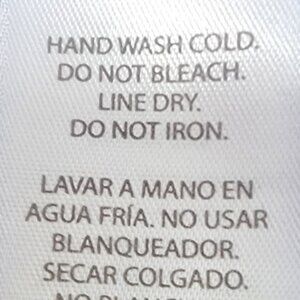 HAND WASH COLD.
DO NOT BLEACH.
LINE DRY.
DO NOT IRON.
LAVAR A MANO EN
AGUA FRÍA. NO USAR
BLANQUEADOR.
SECAR COLGADO.
NO